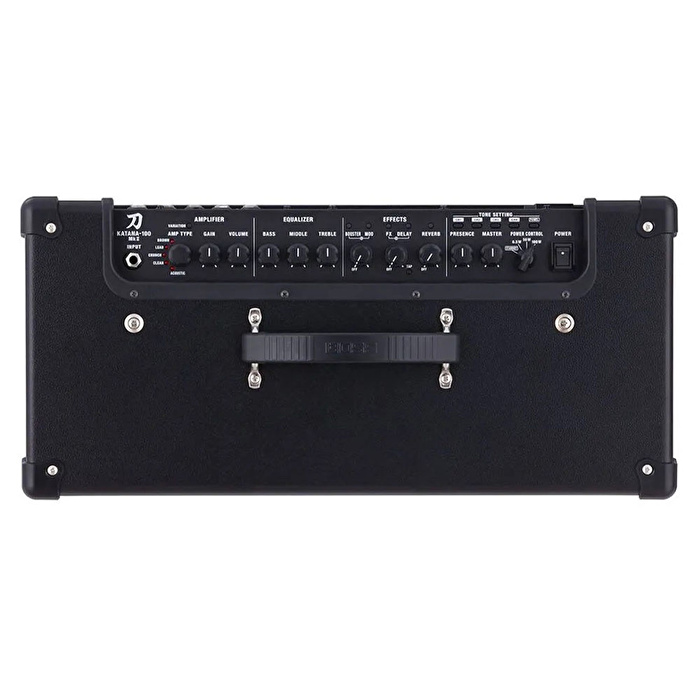 刀
KATANA-100
MkII
INPUT
AMPLIFIER
VARIATION
AMP TYPE
GAIN
VOLUME
BROWN
LEAD
CRUNCH
CLEAN
ACOUSTIC
EQUALIZER
BASS
MIDDLE
TREBLE
EFFECTS
BOOSTER
MOD
FX
DELAY
REVERB
OFF
OFF
TAP
OFF
TONE SETTING
PRESENCE
MASTER
POWER CONTROL
0.5W
50W
100W
STANDBY
POWER
BOSS